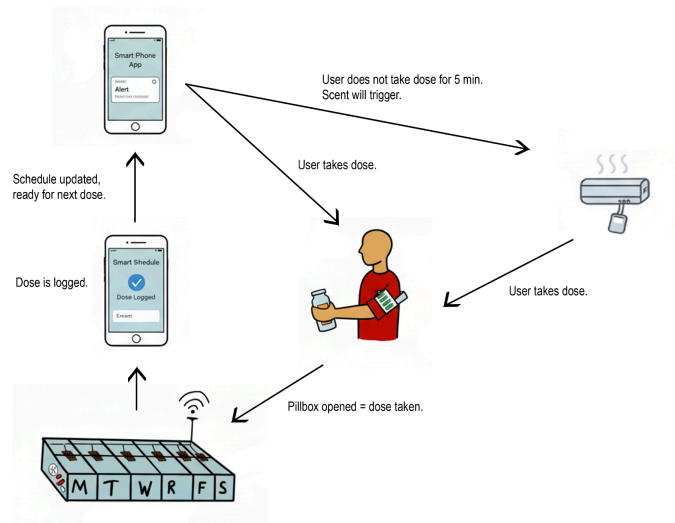 Smart Phone
App
Alert
User does not take dose for 5 min.
Scent will trigger.
User takes dose.
Schedule updated,
ready for next dose.
Smart Shedule
Dose Logged
Dose is logged.
User takes dose.
Pillbox opened = dose taken.
M T W R F S